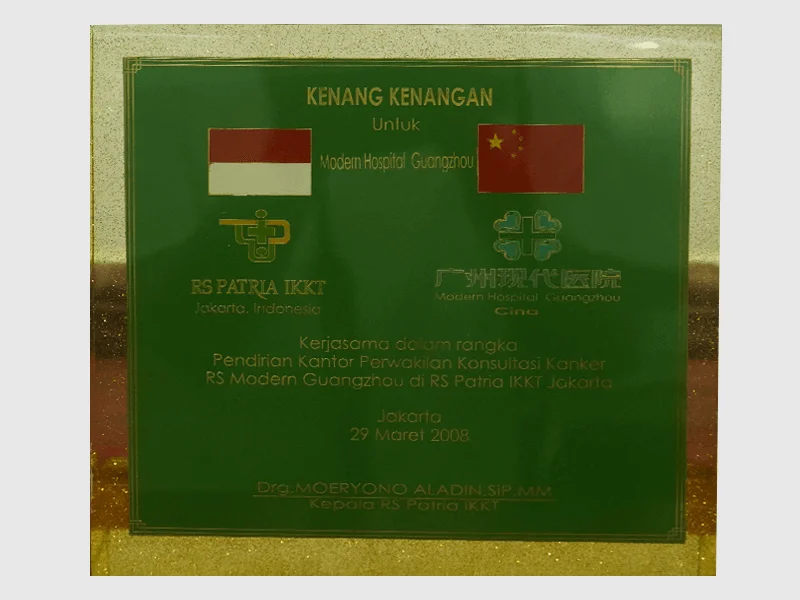 KENANG KENANGAN
Untuk
Modern Hospital Guangzhou
RS PATRIA IKKT
Jakarta, Indonesia
广州现代医院
Modern Hospital Guangzhou
Cina
Kerjasama dalam rangka
Pendirian Kantor Perwakilan Konsultasi Kanker
RS Modern Guangzhou di RS Patria IKKT Jakarta
Jakarta
29 Maret 2008
Drg.MOERYONO ALADIN.SiP.MM
Kepala RS Patria IKKT